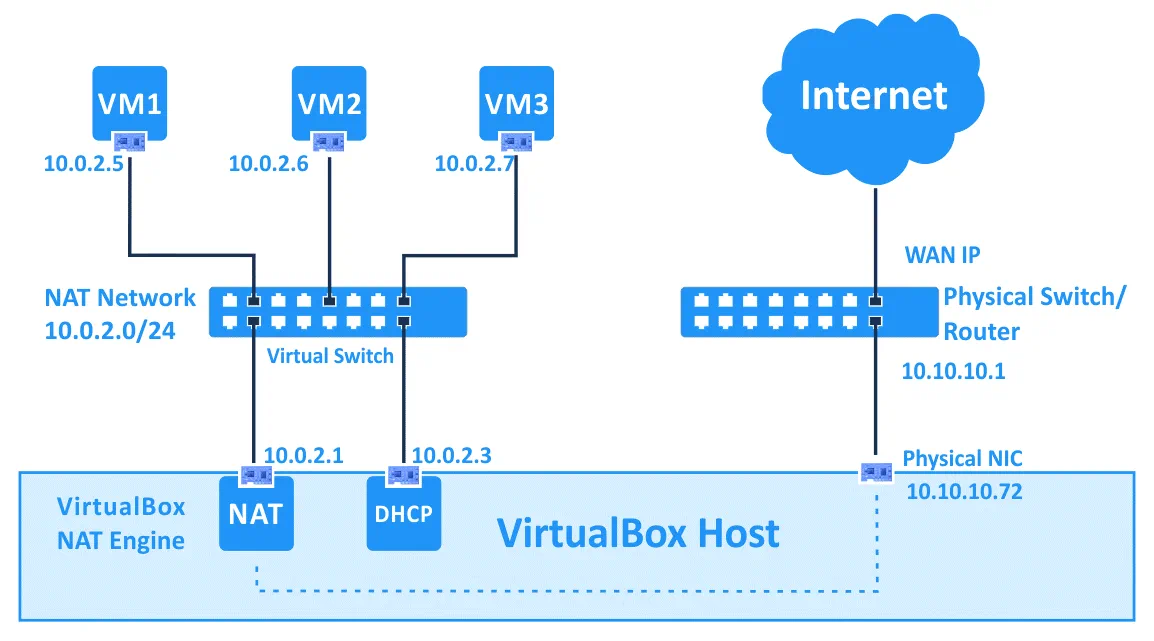 VM1
VM2
VM3
Internet
10.0.2.5
10.0.2.6
10.0.2.7
WAN IP
NAT Network
10.0.2.0/24
Virtual Switch
Physical Switch/
Router
10.10.10.1
10.0.2.1
10.0.2.3
Physical NIC
10.10.10.72
VirtualBox
NAT Engine
NAT
DHCP
VirtualBox Host